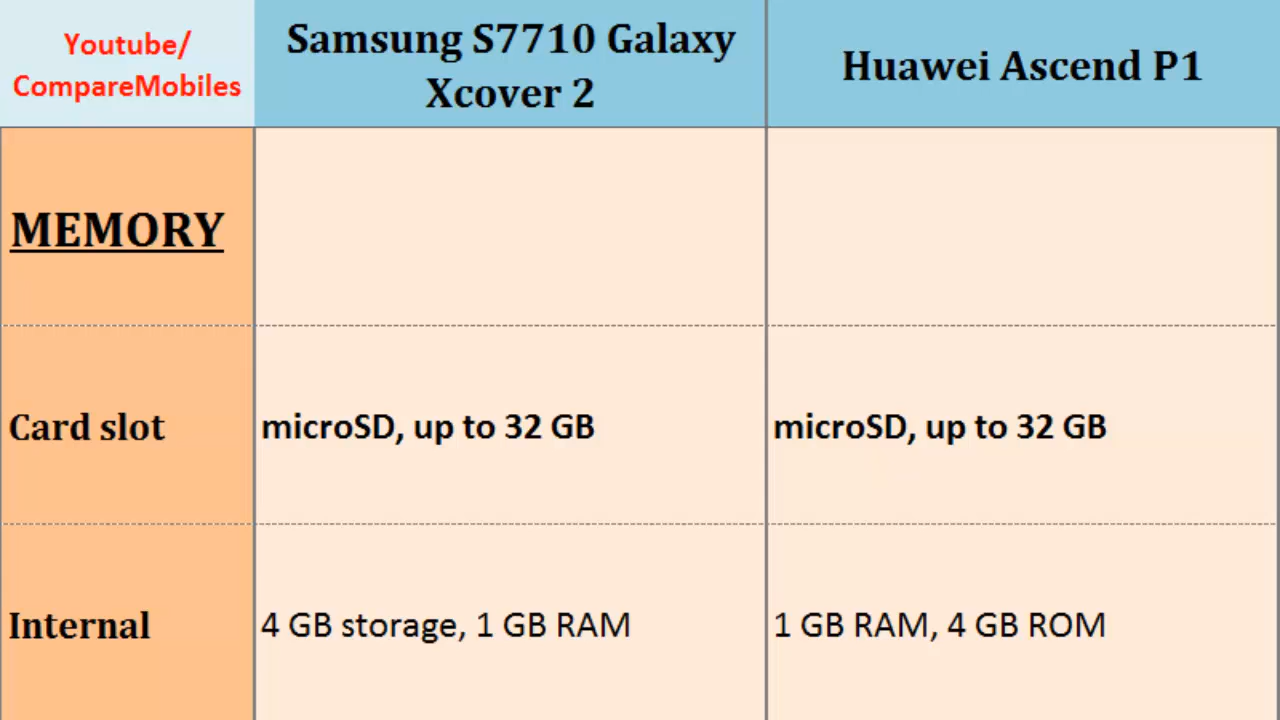 Youtube/
CompareMobiles
Samsung S7710 Galaxy
Xcover 2
Huawei Ascend P1
MEMORY
Card slot
microSD, up to 32 GB
microSD, up to 32 GB
Internal
4 GB storage, 1 GB RAM
1 GB RAM, 4 GB ROM